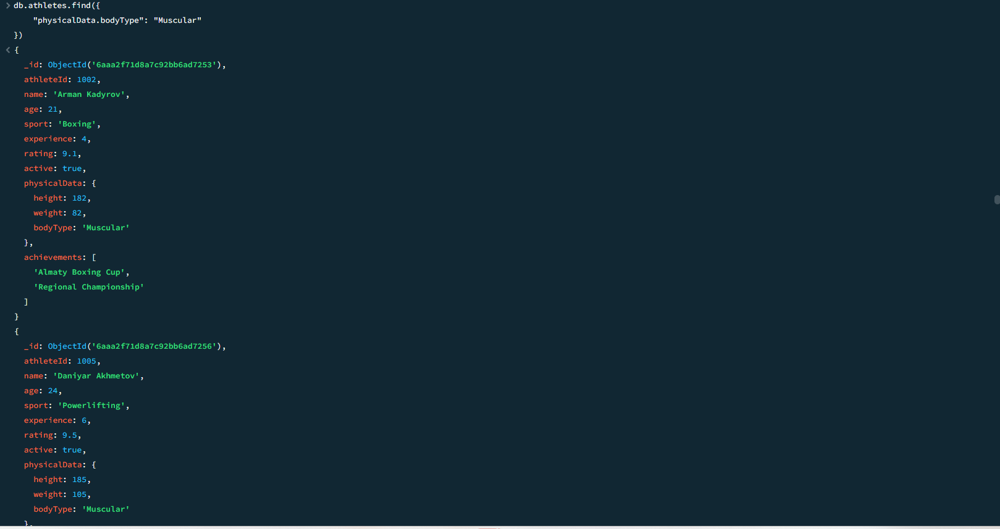 db.athletes.find({
    "physicalData.bodyType": "Muscular"
})
{
  _id: ObjectId('6aaa2f71d8a7c92bb6ad7253'),
  athleteId: 1002,
  name: 'Arman Kadyrov',
  age: 21,
  sport: 'Boxing',
  experience: 4,
  rating: 9.1,
  active: true,
  physicalData: {
    height: 182,
    weight: 82,
    bodyType: 'Muscular'
  },
  achievements: [
    'Almaty Boxing Cup',
    'Regional Championship'
  ]
}
{
  _id: ObjectId('6aaa2f71d8a7c92bb6ad7256'),
  athleteId: 1005,
  name: 'Daniyar Akhmetov',
  age: 24,
  sport: 'Powerlifting',
  experience: 6,
  rating: 9.5,
  active: true,
  physicalData: {
    height: 185,
    weight: 105,
    bodyType: 'Muscular'
  },